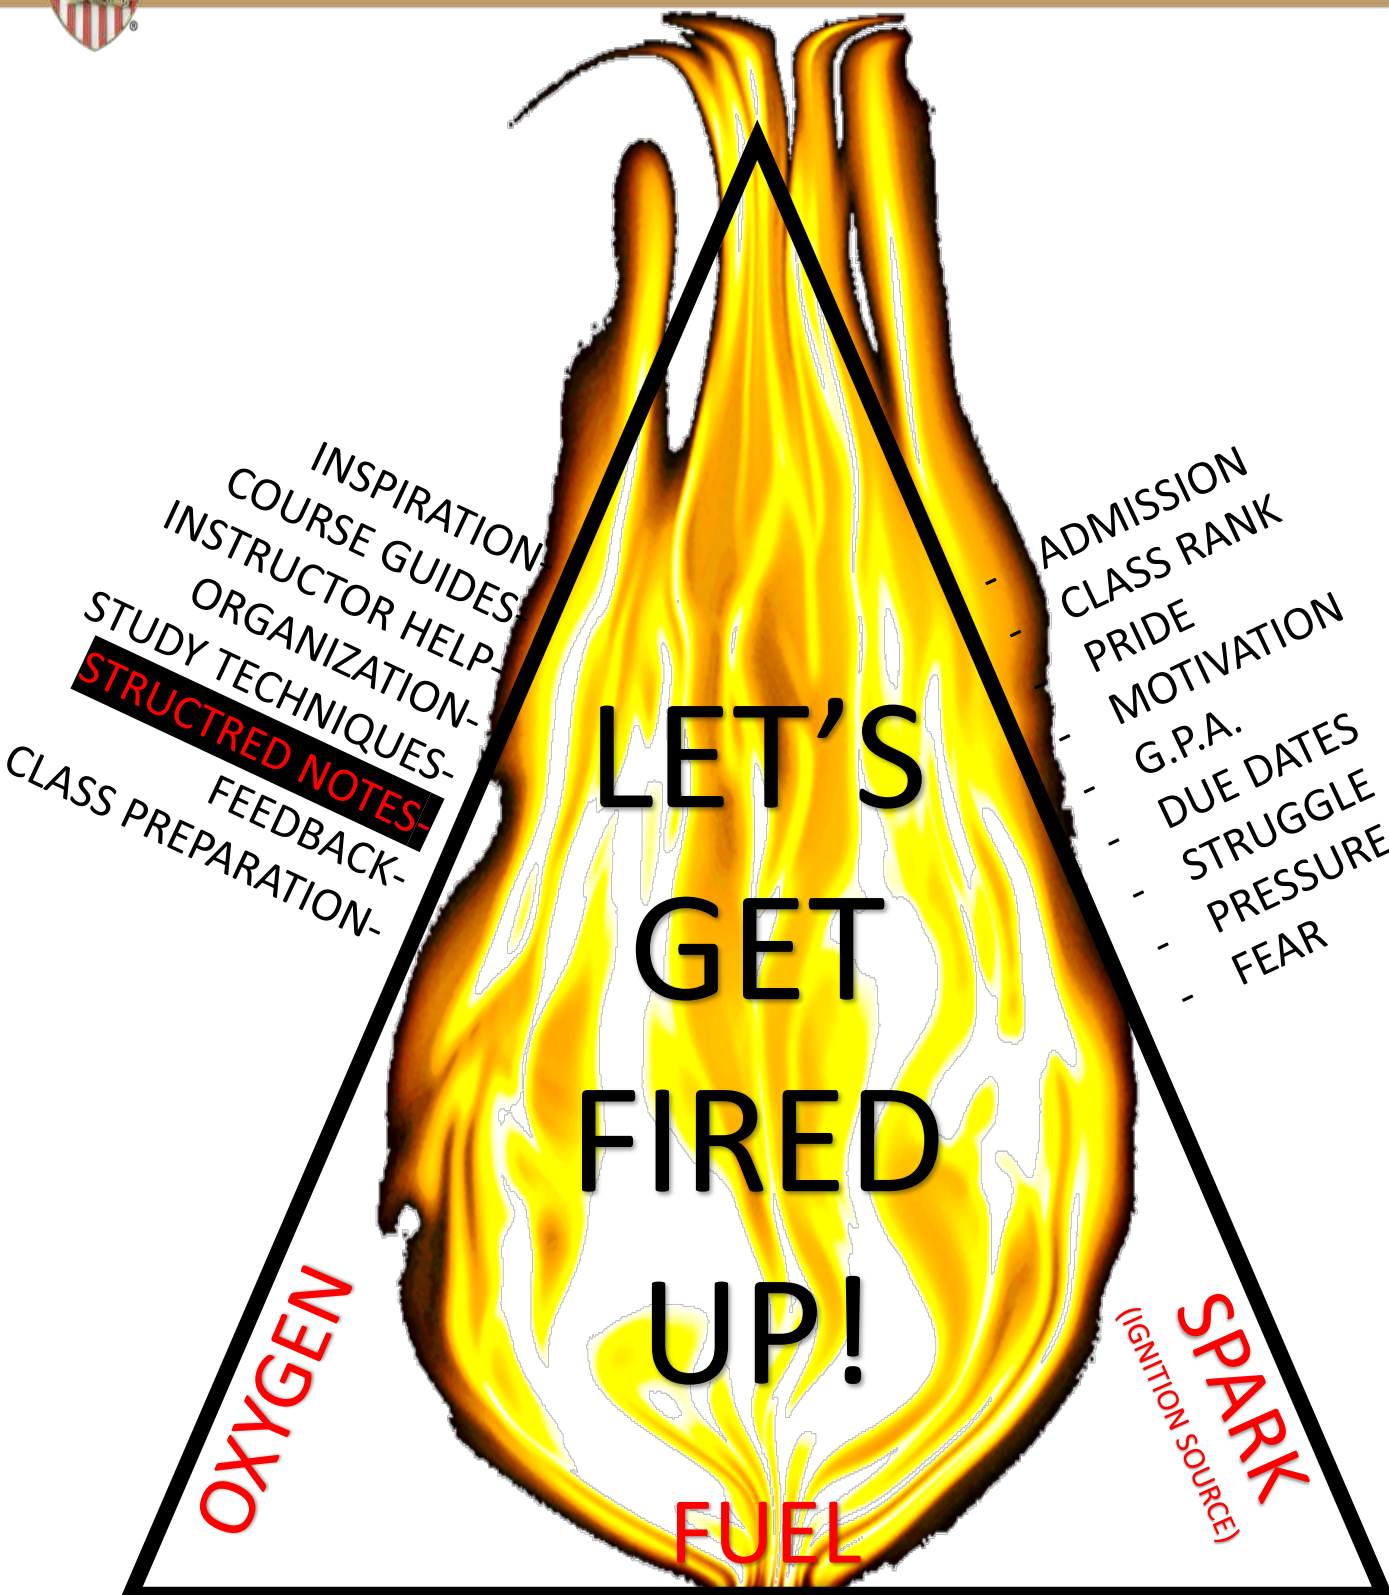 INSPIRATION-
COURSE GUIDES-
INSTRUCTOR HELP-
ORGANIZATION-
STUDY TECHNIQUES-
STRUCTRED NOTES-
FEEDBACK-
CLASS PREPARATION-
- ADMISSION
- CLASS RANK
- PRIDE
- MOTIVATION
- G.P.A.
- DUE DATES
- STRUGGLE
- PRESSURE
- FEAR
LET’S
GET
FIRED
UP!
OXYGEN
SPARK
(IGNITION SOURCE)
FUEL
®